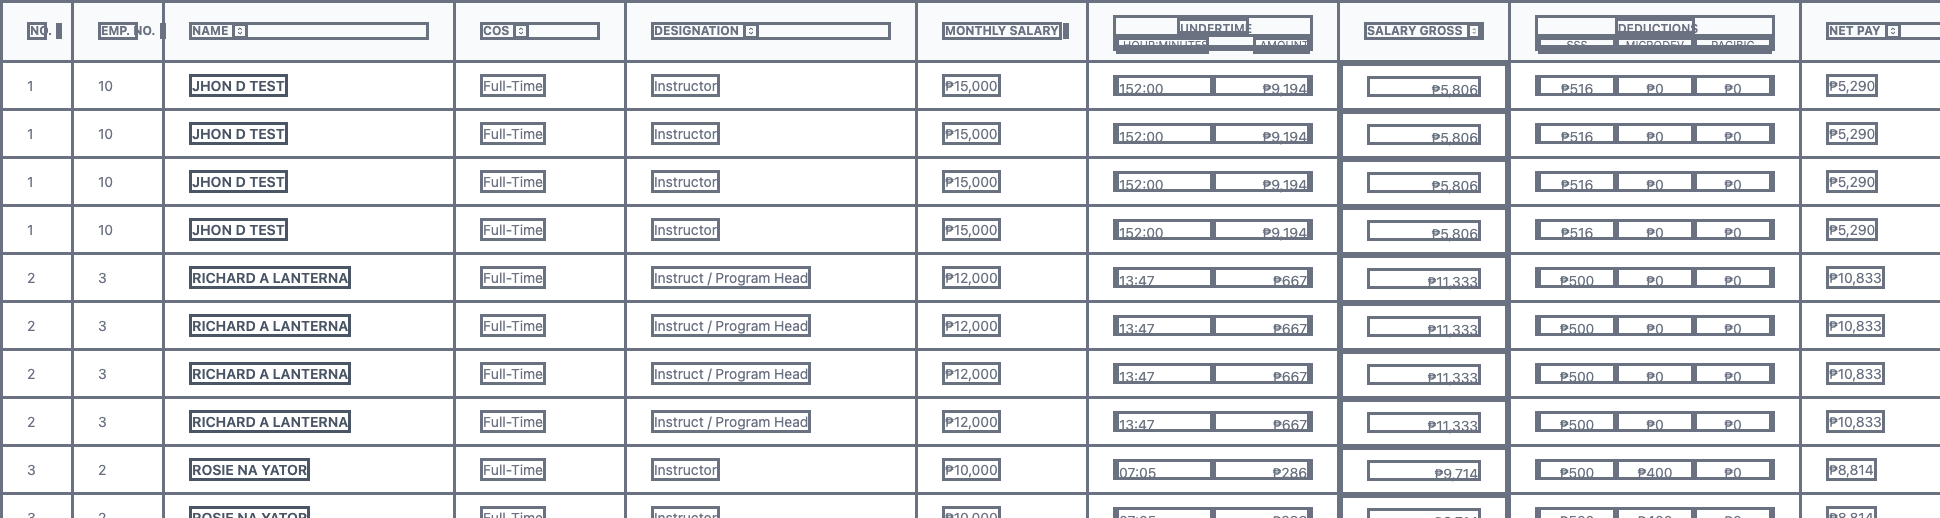 NO. EMP. NO. NAME COS DESIGNATION MONTHLY SALARY UNDERTIME SALARY GROSS DEDUCTIONS NET PAY
HOUR:MINUTES AMOUNT SSS MICRODEV PACIBIC
1 10 JHON D TEST Full-Time Instructor ₱15,000 152:00 ₱9,194 ₱5,806 ₱516 ₱0 ₱0 ₱5,290
1 10 JHON D TEST Full-Time Instructor ₱15,000 152:00 ₱9,194 ₱5,806 ₱516 ₱0 ₱0 ₱5,290
1 10 JHON D TEST Full-Time Instructor ₱15,000 152:00 ₱9,194 ₱5,806 ₱516 ₱0 ₱0 ₱5,290
1 10 JHON D TEST Full-Time Instructor ₱15,000 152:00 ₱9,194 ₱5,806 ₱516 ₱0 ₱0 ₱5,290
2 3 RICHARD A LANTERNA Full-Time Instruct / Program Head ₱12,000 13:47 ₱667 ₱11,333 ₱500 ₱0 ₱0 ₱10,833
2 3 RICHARD A LANTERNA Full-Time Instruct / Program Head ₱12,000 13:47 ₱667 ₱11,333 ₱500 ₱0 ₱0 ₱10,833
2 3 RICHARD A LANTERNA Full-Time Instruct / Program Head ₱12,000 13:47 ₱667 ₱11,333 ₱500 ₱0 ₱0 ₱10,833
2 3 RICHARD A LANTERNA Full-Time Instruct / Program Head ₱12,000 13:47 ₱667 ₱11,333 ₱500 ₱0 ₱0 ₱10,833
3 2 ROSIE NA YATOR Full-Time Instructor ₱10,000 07:05 ₱286 ₱9,714 ₱500 ₱400 ₱0 ₱8,814
3 2 ROSIE NA YATOR Full-Time Instructor ₱10,000 ₱8,814